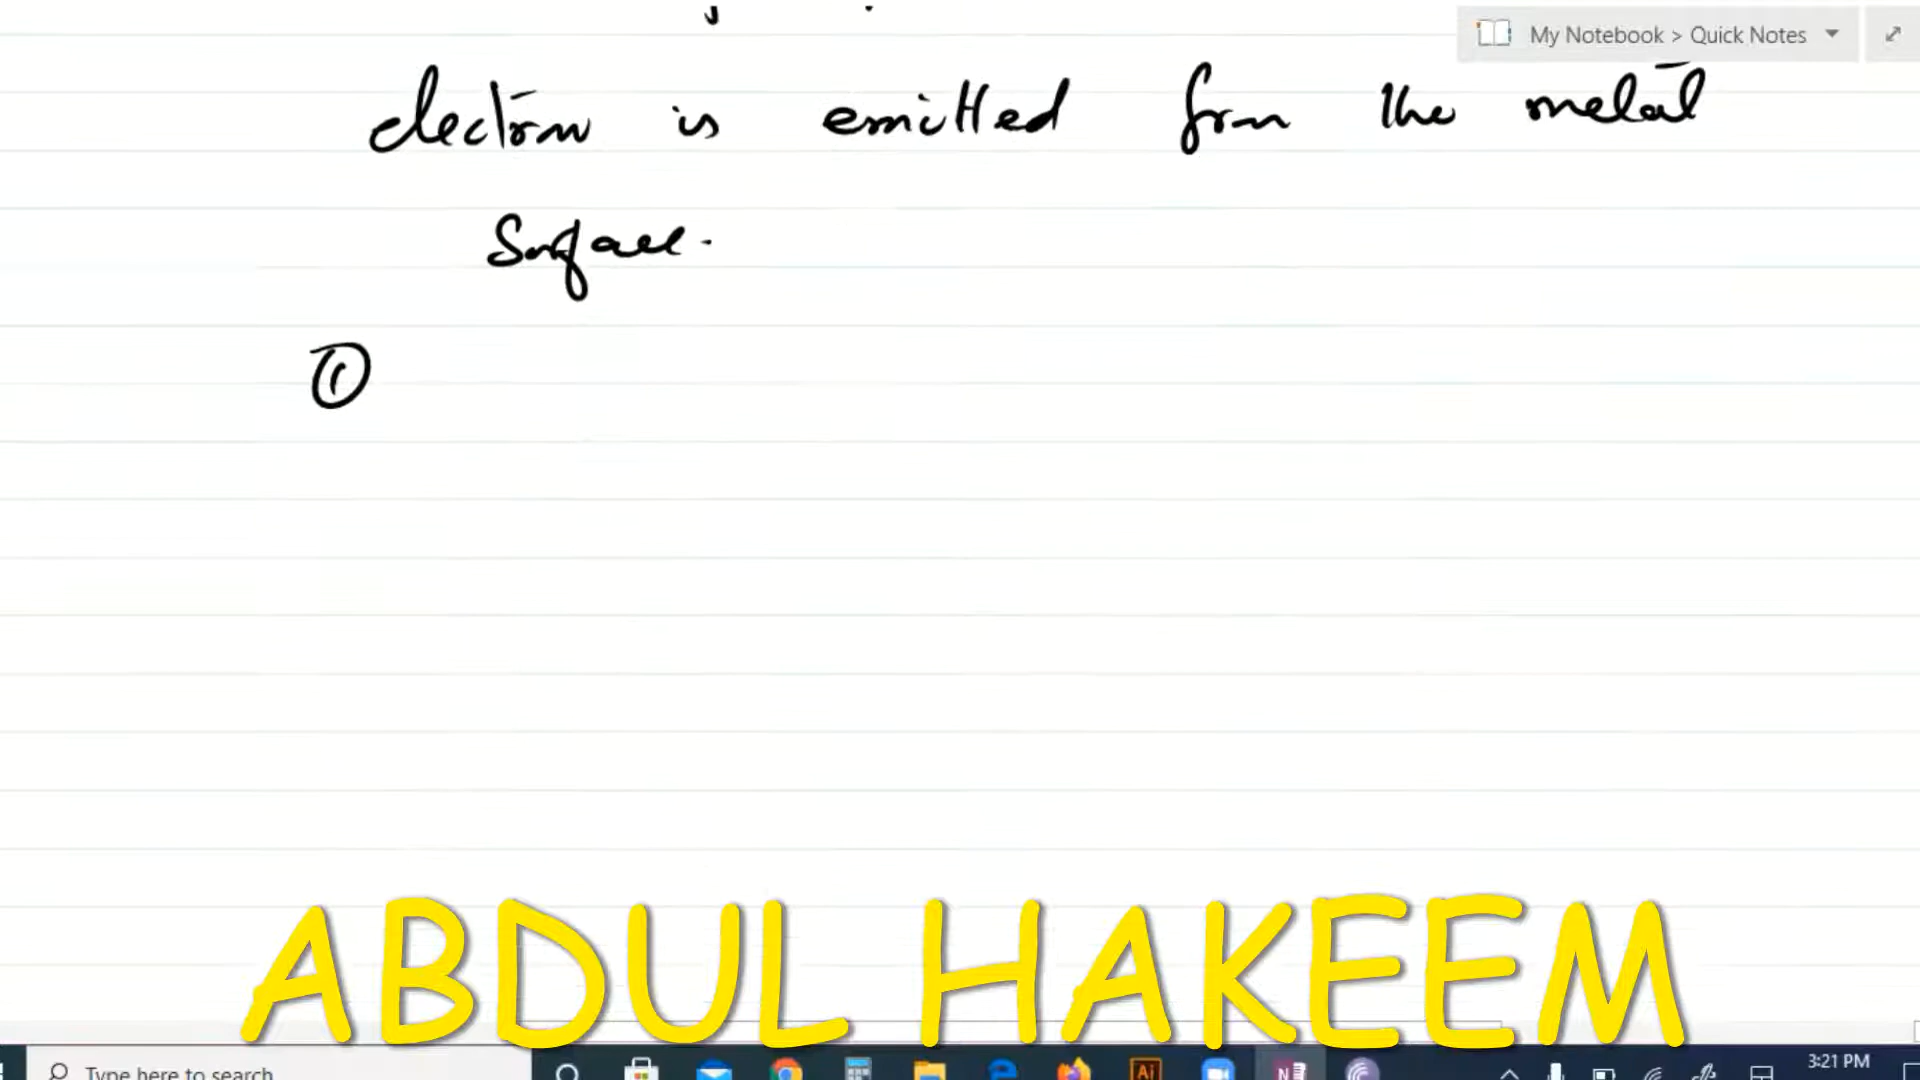 My Notebook > Quick Notes
electron is emitted from the metal
Surface.
①
ABDUL HAKEEM
Type here to search
Ai
N
3:21 PM